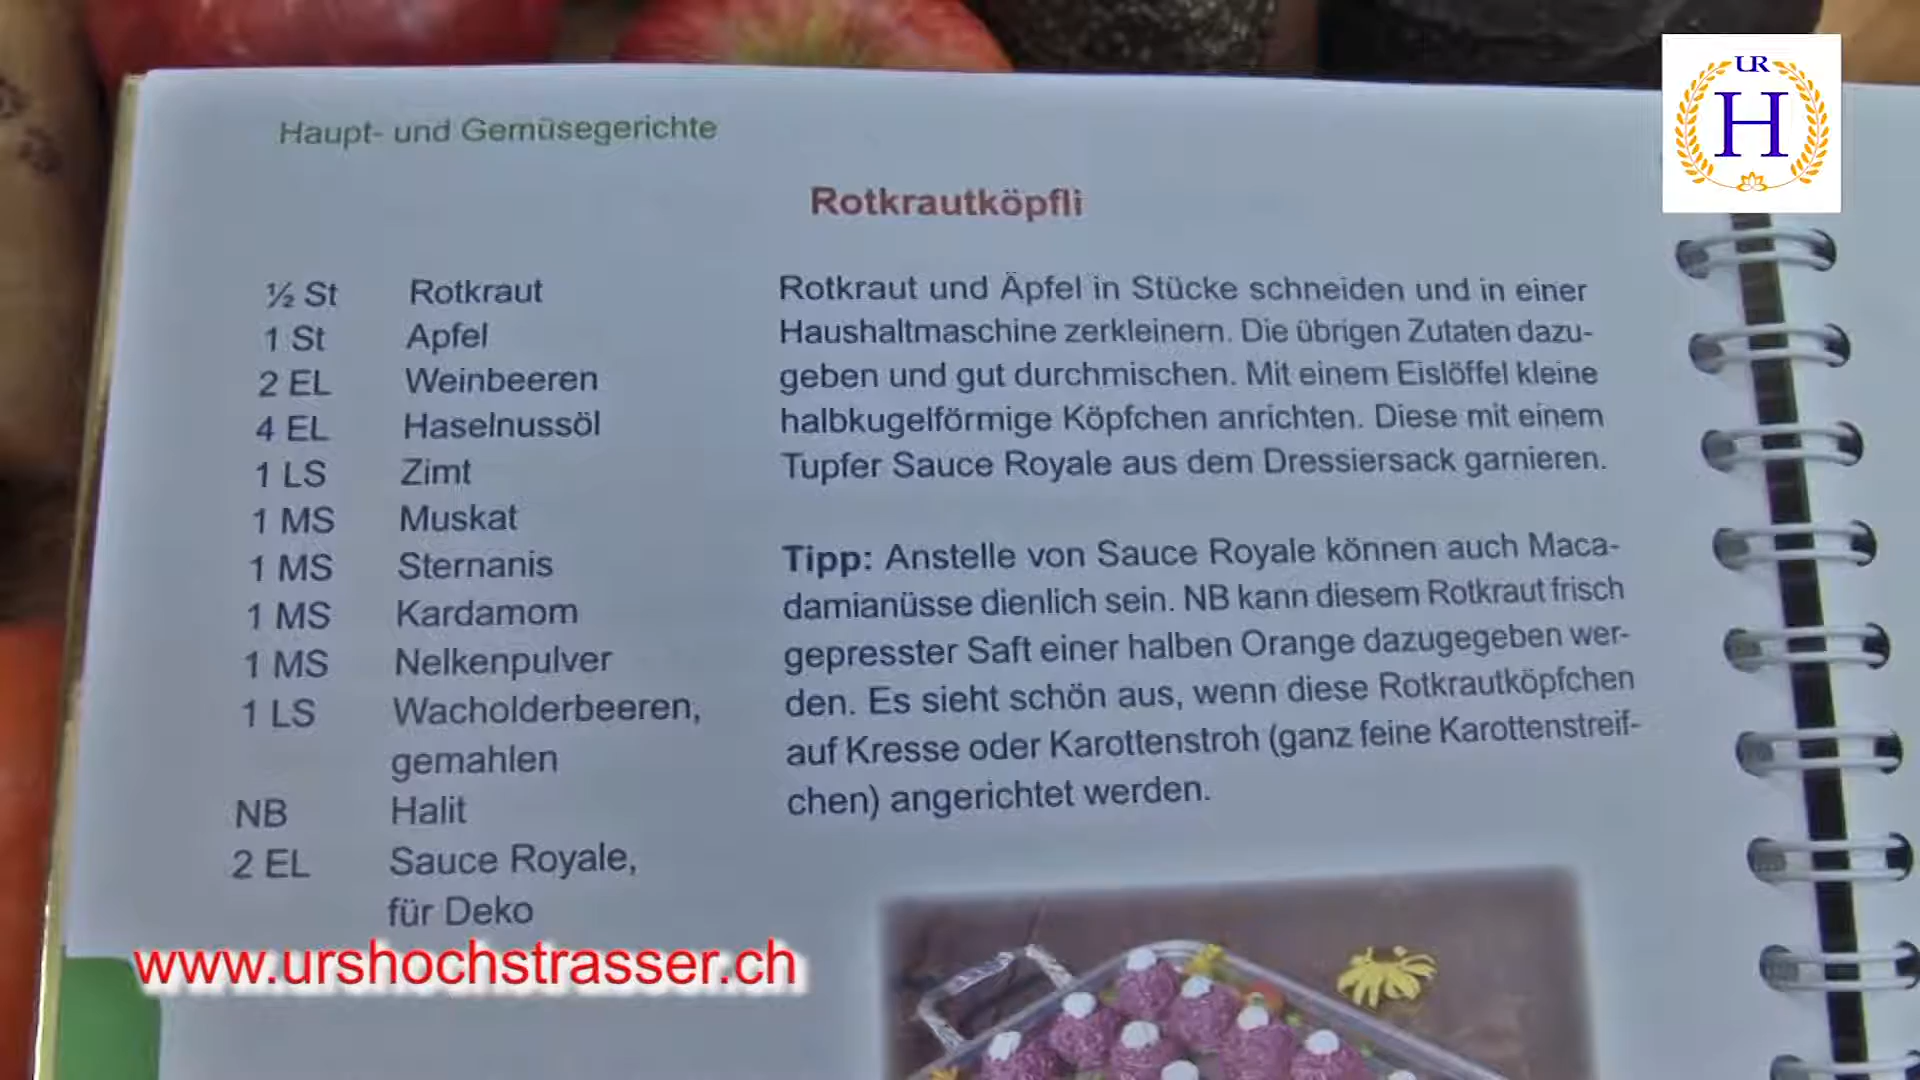 UR
H
Haupt- und Gemüsegerichte
Rotkrautköpfli
½ St Rotkraut
1 St Apfel
2 EL Weinbeeren
4 EL Haselnussöl
1 LS Zimt
1 MS Muskat
1 MS Sternanis
1 MS Kardamom
1 MS Nelkenpulver
1 LS Wacholderbeeren,
gemahlen
NB Halit
2 EL Sauce Royale,
für Deko
Rotkraut und Äpfel in Stücke schneiden und in einer
Haushaltmaschine zerkleinern. Die übrigen Zutaten dazu-
geben und gut durchmischen. Mit einem Eislöffel kleine
halbkugelförmige Köpfchen anrichten. Diese mit einem
Tupfer Sauce Royale aus dem Dressiersack garnieren.
Tipp: Anstelle von Sauce Royale können auch Maca-
damianüsse dienlich sein. NB kann diesem Rotkraut frisch
gepresster Saft einer halben Orange dazugegeben wer-
den. Es sieht schön aus, wenn diese Rotkrautköpfchen
auf Kresse oder Karottenstroh (ganz feine Karottenstreif-
chen) angerichtet werden.
www.urshochstrasser.ch